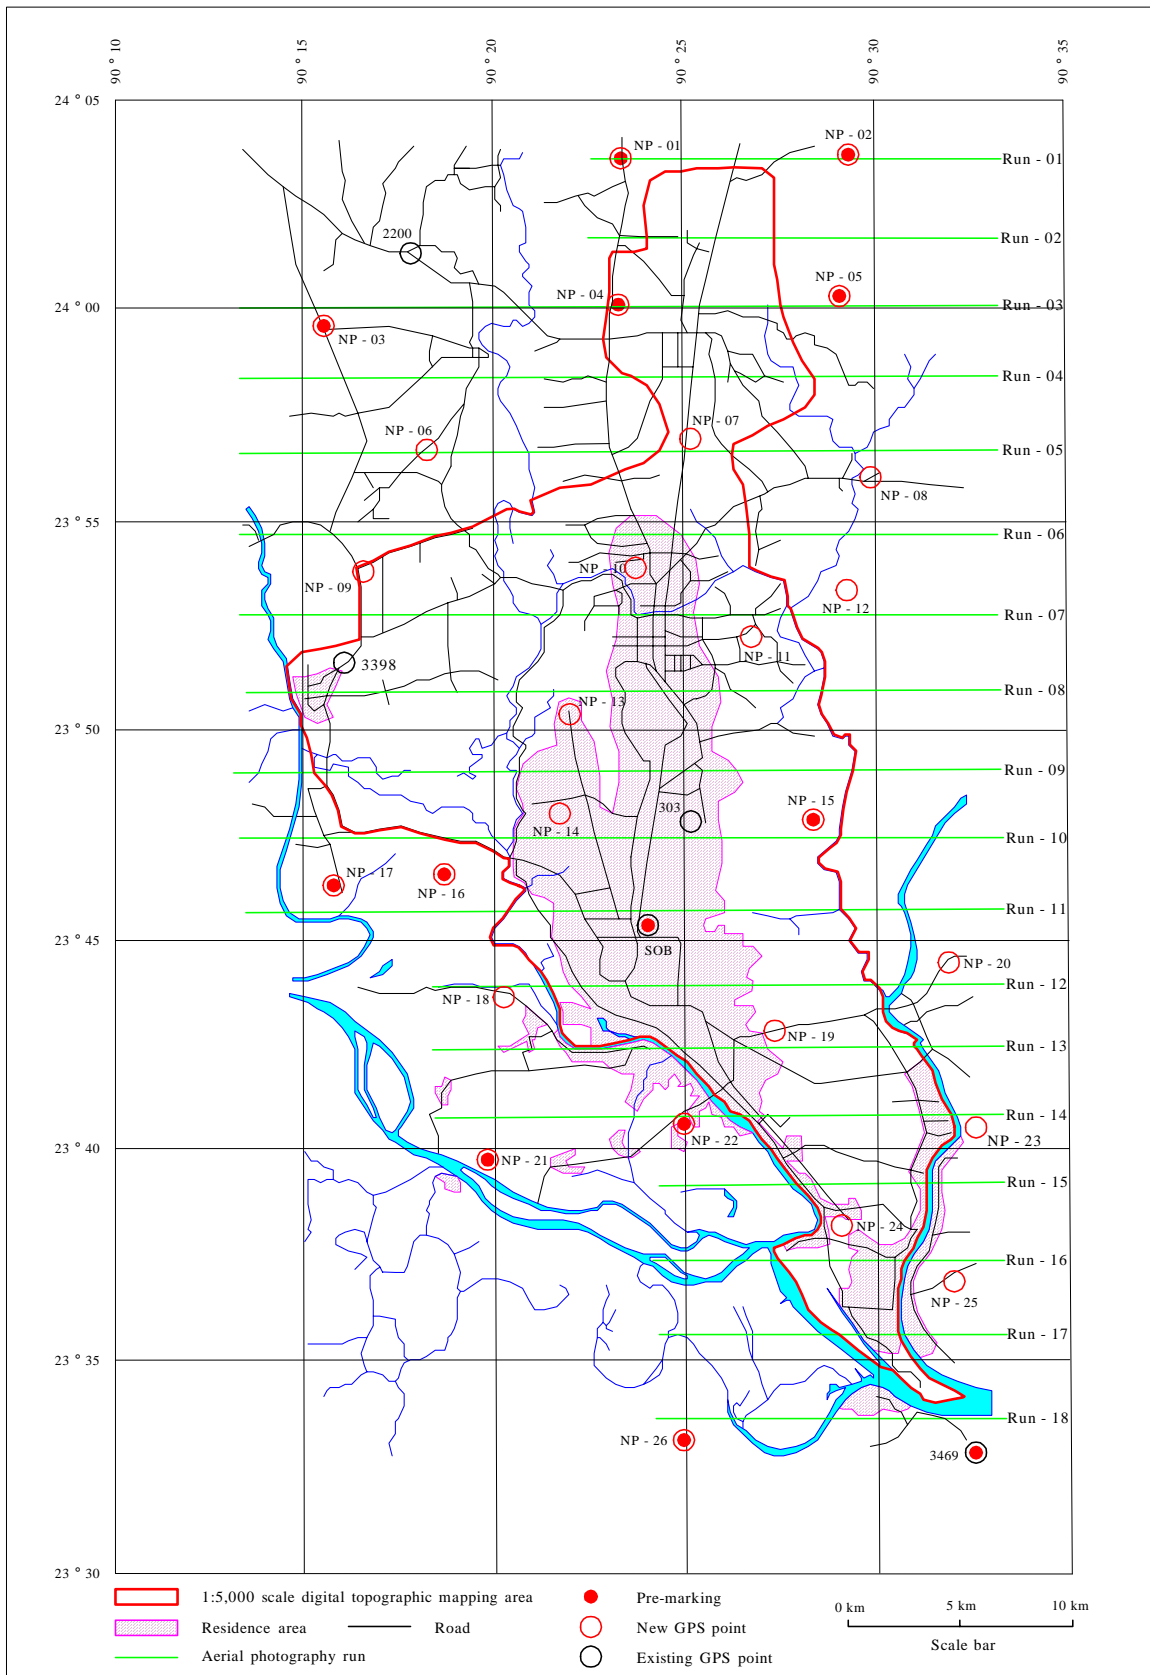 90 ° 10
90 ° 15
90 ° 20
90 ° 25
90 ° 30
90 ° 35
24 ° 05
NP - 01
NP - 02
Run - 01
2200
Run - 02
NP - 05
NP - 04
24 ° 00
Run - 03
NP - 03
Run - 04
NP - 07
NP - 06
Run - 05
NP - 08
23 ° 55
Run - 06
NP - 10
NP - 09
NP - 12
Run - 07
NP - 11
3398
Run - 08
NP - 13
23 ° 50
Run - 09
NP - 15
303
NP - 14
Run - 10
NP - 17
NP - 16
Run - 11
23 ° 45
SOB
NP - 20
Run - 12
NP - 18
NP - 19
Run - 13
Run - 14
NP - 23
NP - 22
23 ° 40
NP - 21
Run - 15
NP - 24
Run - 16
NP - 25
Run - 17
23 ° 35
Run - 18
NP - 26
3469
23 ° 30
1:5,000 scale digital topographic mapping area
Residence area
Road
Aerial photography run
Pre-marking
New GPS point
Existing GPS point
0 km
5 km
10 km
Scale bar